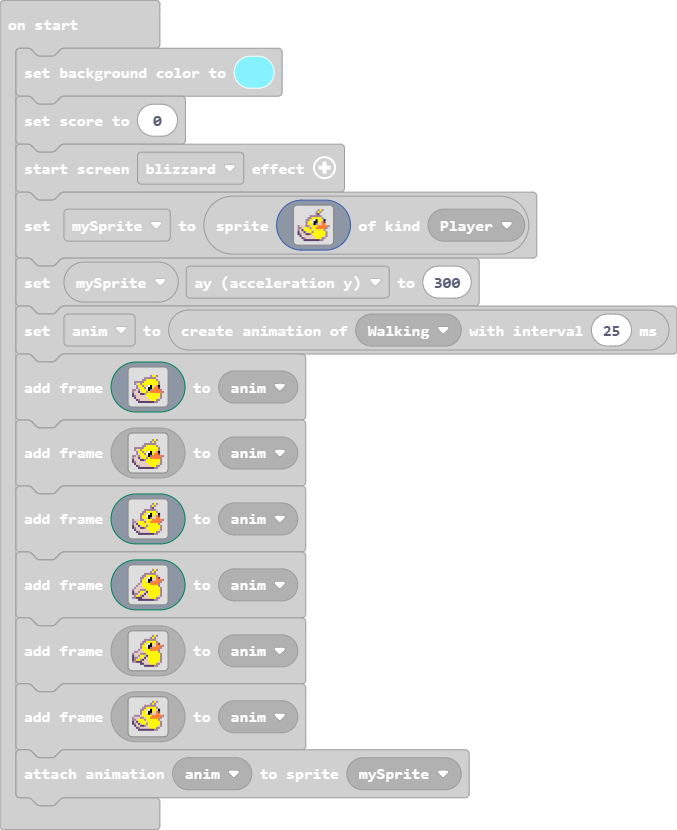 on start
set background color to
set score to 0
start screen blizzard effect
set mySprite to sprite of kind Player
set mySprite ay (acceleration y) to 300
set anim to create animation of Walking with interval 25 ms
add frame to anim
add frame to anim
add frame to anim
add frame to anim
add frame to anim
add frame to anim
attach animation anim to sprite mySprite